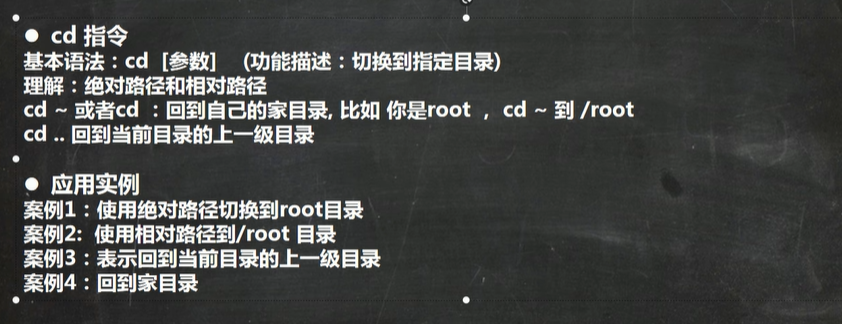 ● cd 指令
基本语法：cd [参数] (功能描述：切换到指定目录)
理解：绝对路径和相对路径
cd ~ 或者cd ：回到自己的家目录, 比如 你是root ， cd ~ 到 /root
cd .. 回到当前目录的上一级目录
● 应用实例
案例1：使用绝对路径切换到root目录
案例2: 使用相对路径到/root 目录
案例3：表示回到当前目录的上一级目录
案例4：回到家目录